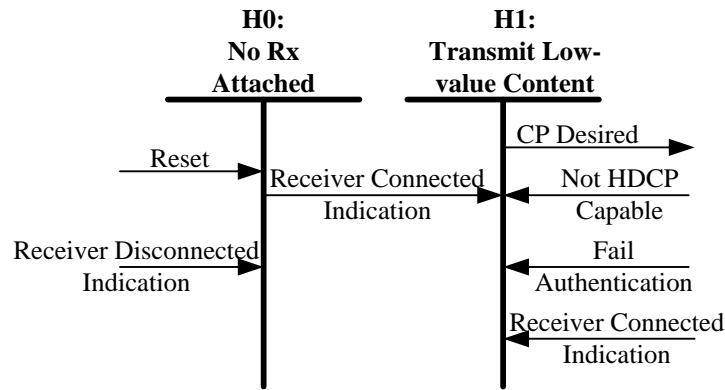 H0:
No Rx
Attached
H1:
Transmit Low-
value Content
CP Desired
Reset
Receiver Connected
Indication
Not HDCP
Capable
Receiver Disconnected
Indication
Fail
Authentication
Receiver Connected
Indication